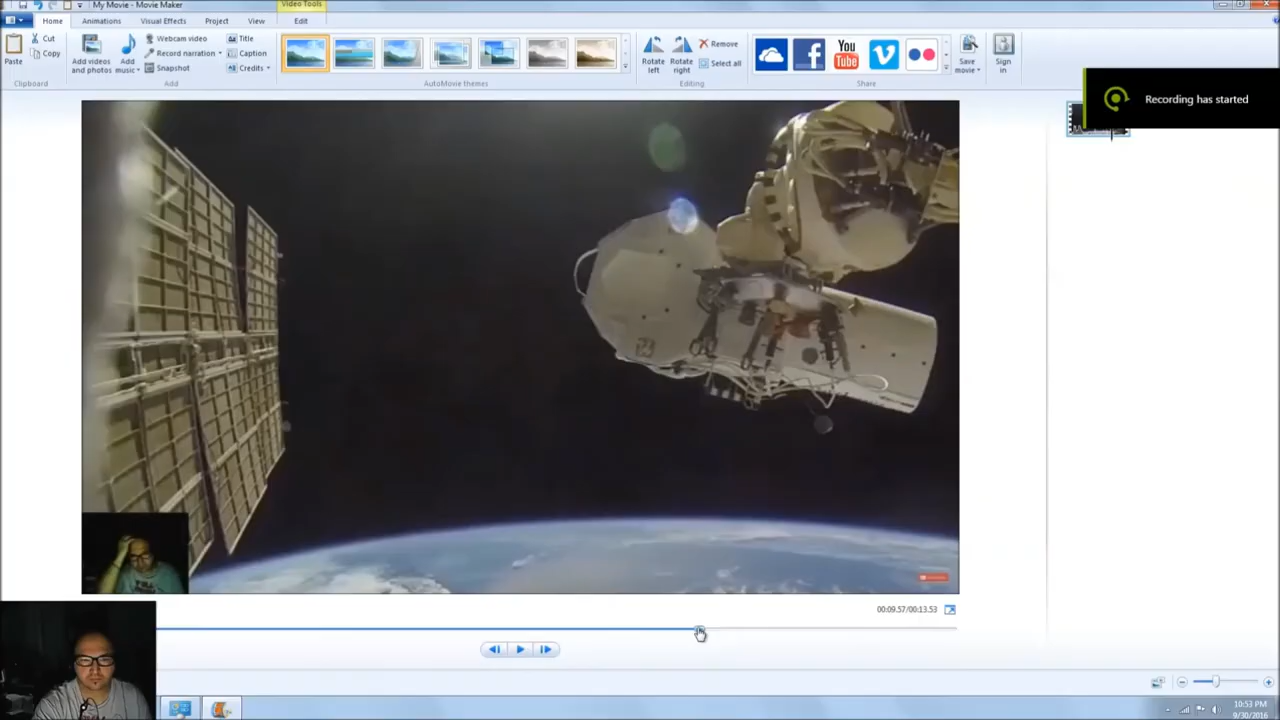 My Movie - Movie Maker
Video Tools
Home Animations Visual Effects Project View Edit
Paste
Cut
Copy
Clipboard
Add videos and photos
Add music
Webcam video
Record narration
Snapshot
Add
Title
Caption
Credits
AutoMovie themes
Rotate left
Rotate right
Remove
Select all
Editing
You Tube
Share
Save movie
Sign in
Recording has started
23
00:09.57/00:13.53
10:53 PM
9/30/2016